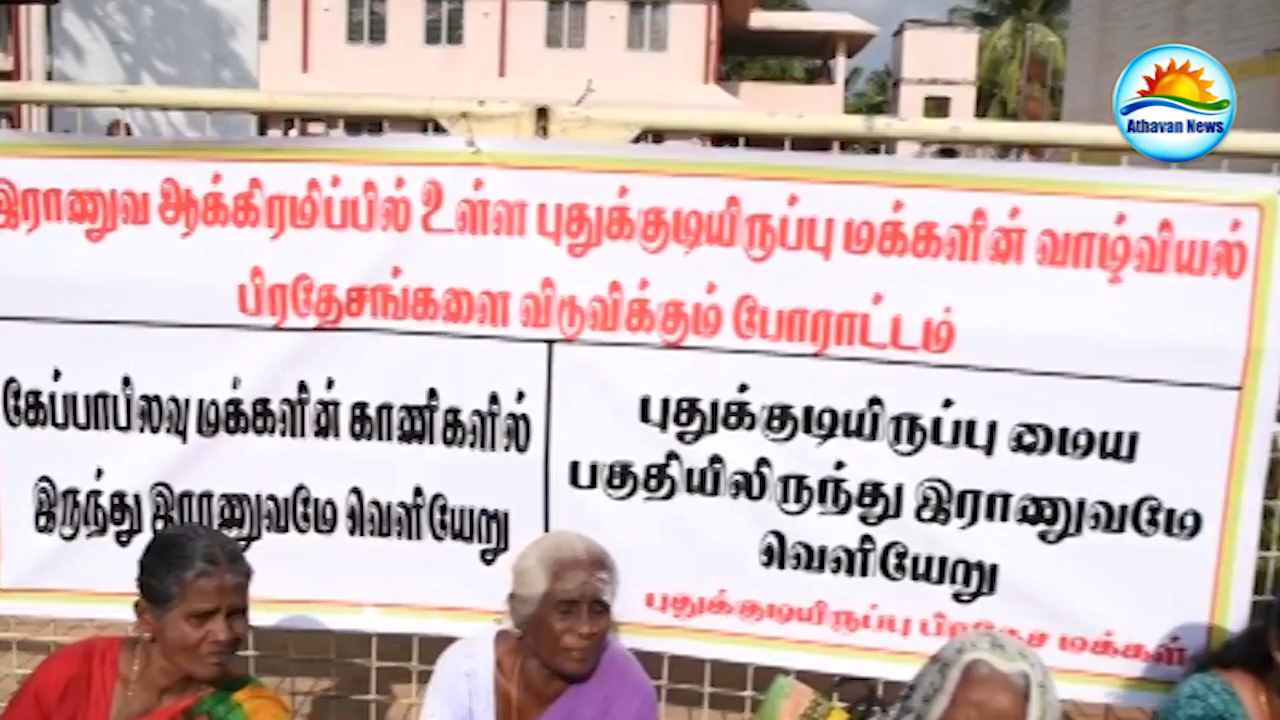 Athavan News
இராணுவ ஆக்கிரமிப்பில் உள்ள புதுக்குடியிருப்பு மக்களின் வாழ்வியல்
பிரதேசங்களை விடுவிக்கும் போராட்டம்
கேப்பாபிலவு மக்களின் காணிகளில்
இருந்து இராணுவமே வெளியேறு
புதுக்குடியிருப்பு மைய
பகுதியிலிருந்து இராணுவமே
வெளியேறு
புதுக்குடியிருப்பு பிரதேச மக்கள்